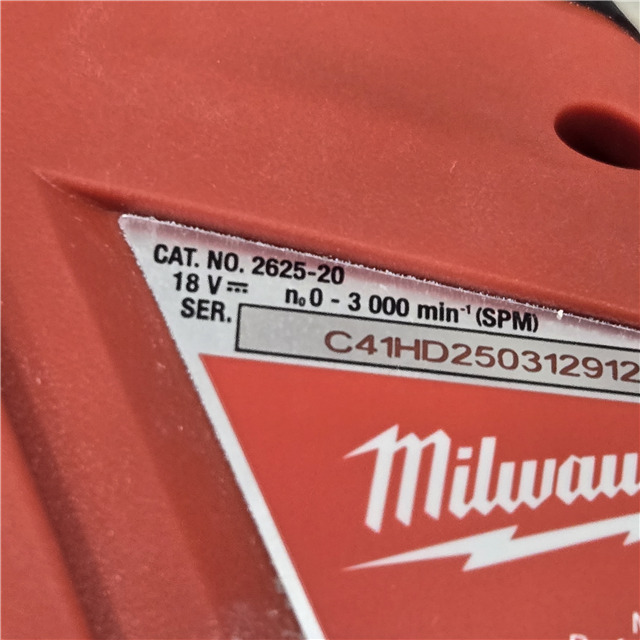 CAT. NO. 2625-20
18 V⎓ n₀ 0 - 3 000 min⁻¹ (SPM)
SER. C41HD250312912
Milwau